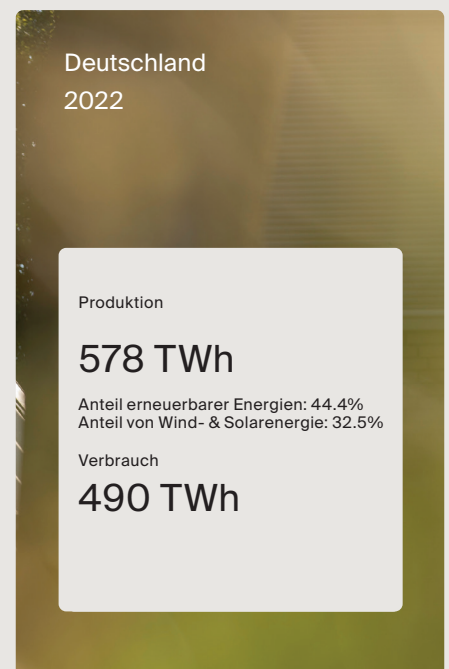 Deutschland
2022
Produktion
578 TWh
Anteil erneuerbarer Energien: 44.4%
Anteil von Wind- & Solarenergie: 32.5%
Verbrauch
490 TWh